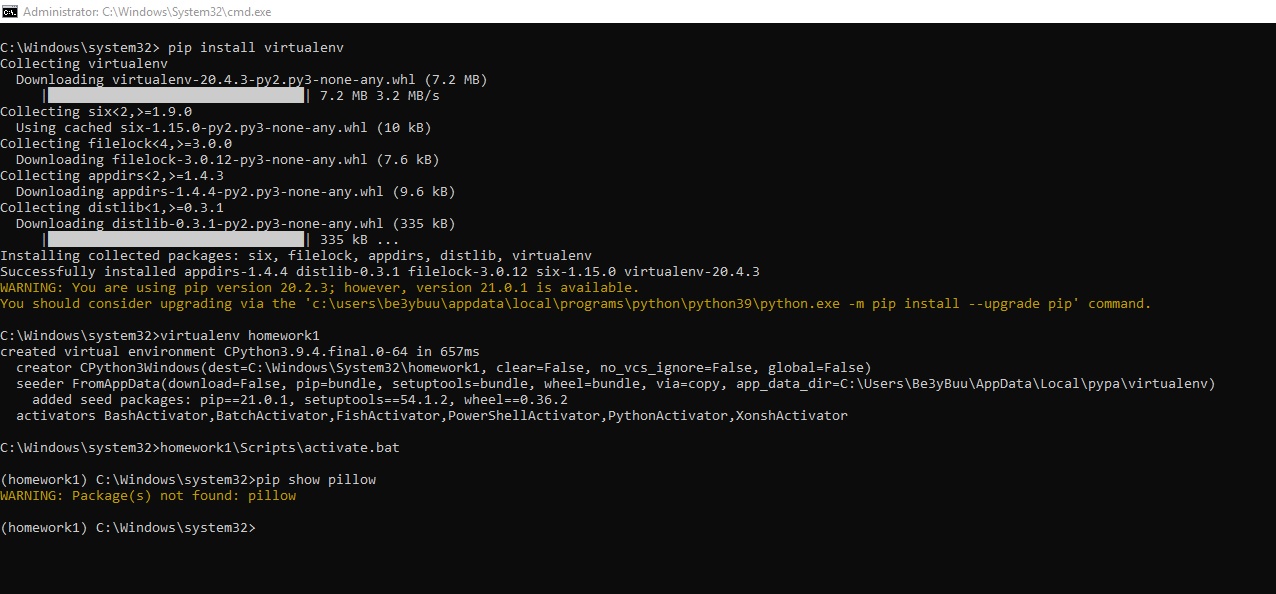 Administrator: C:\Windows\System32\cmd.exe
C:\Windows\system32> pip install virtualenv
Collecting virtualenv
  Downloading virtualenv-20.4.3-py2.py3-none-any.whl (7.2 MB)
     |████████████████████████████████| 7.2 MB 3.2 MB/s
Collecting six<2,>=1.9.0
  Using cached six-1.15.0-py2.py3-none-any.whl (10 kB)
Collecting filelock<4,>=3.0.0
  Downloading filelock-3.0.12-py3-none-any.whl (7.6 kB)
Collecting appdirs<2,>=1.4.3
  Downloading appdirs-1.4.4-py2.py3-none-any.whl (9.6 kB)
Collecting distlib<1,>=0.3.1
  Downloading distlib-0.3.1-py2.py3-none-any.whl (335 kB)
     |████████████████████████████████| 335 kB ...
Installing collected packages: six, filelock, appdirs, distlib, virtualenv
Successfully installed appdirs-1.4.4 distlib-0.3.1 filelock-3.0.12 six-1.15.0 virtualenv-20.4.3
WARNING: You are using pip version 20.2.3; however, version 21.0.1 is available.
You should consider upgrading via the 'c:\users\be3ybuu\appdata\local\programs\python\python39\python.exe -m pip install --upgrade pip' command.
C:\Windows\system32>virtualenv homework1
created virtual environment CPython3.9.4.final.0-64 in 657ms
  creator CPython3Windows(dest=C:\Windows\System32\homework1, clear=False, no_vcs_ignore=False, global=False)
  seeder FromAppData(download=False, pip=bundle, setuptools=bundle, wheel=bundle, via=copy, app_data_dir=C:\Users\Be3yBuu\AppData\Local\pypa\virtualenv)
    added seed packages: pip==21.0.1, setuptools==54.1.2, wheel==0.36.2
  activators BashActivator,BatchActivator,FishActivator,PowerShellActivator,PythonActivator,XonshActivator
C:\Windows\system32>homework1\Scripts\activate.bat
(homework1) C:\Windows\system32>pip show pillow
WARNING: Package(s) not found: pillow
(homework1) C:\Windows\system32>